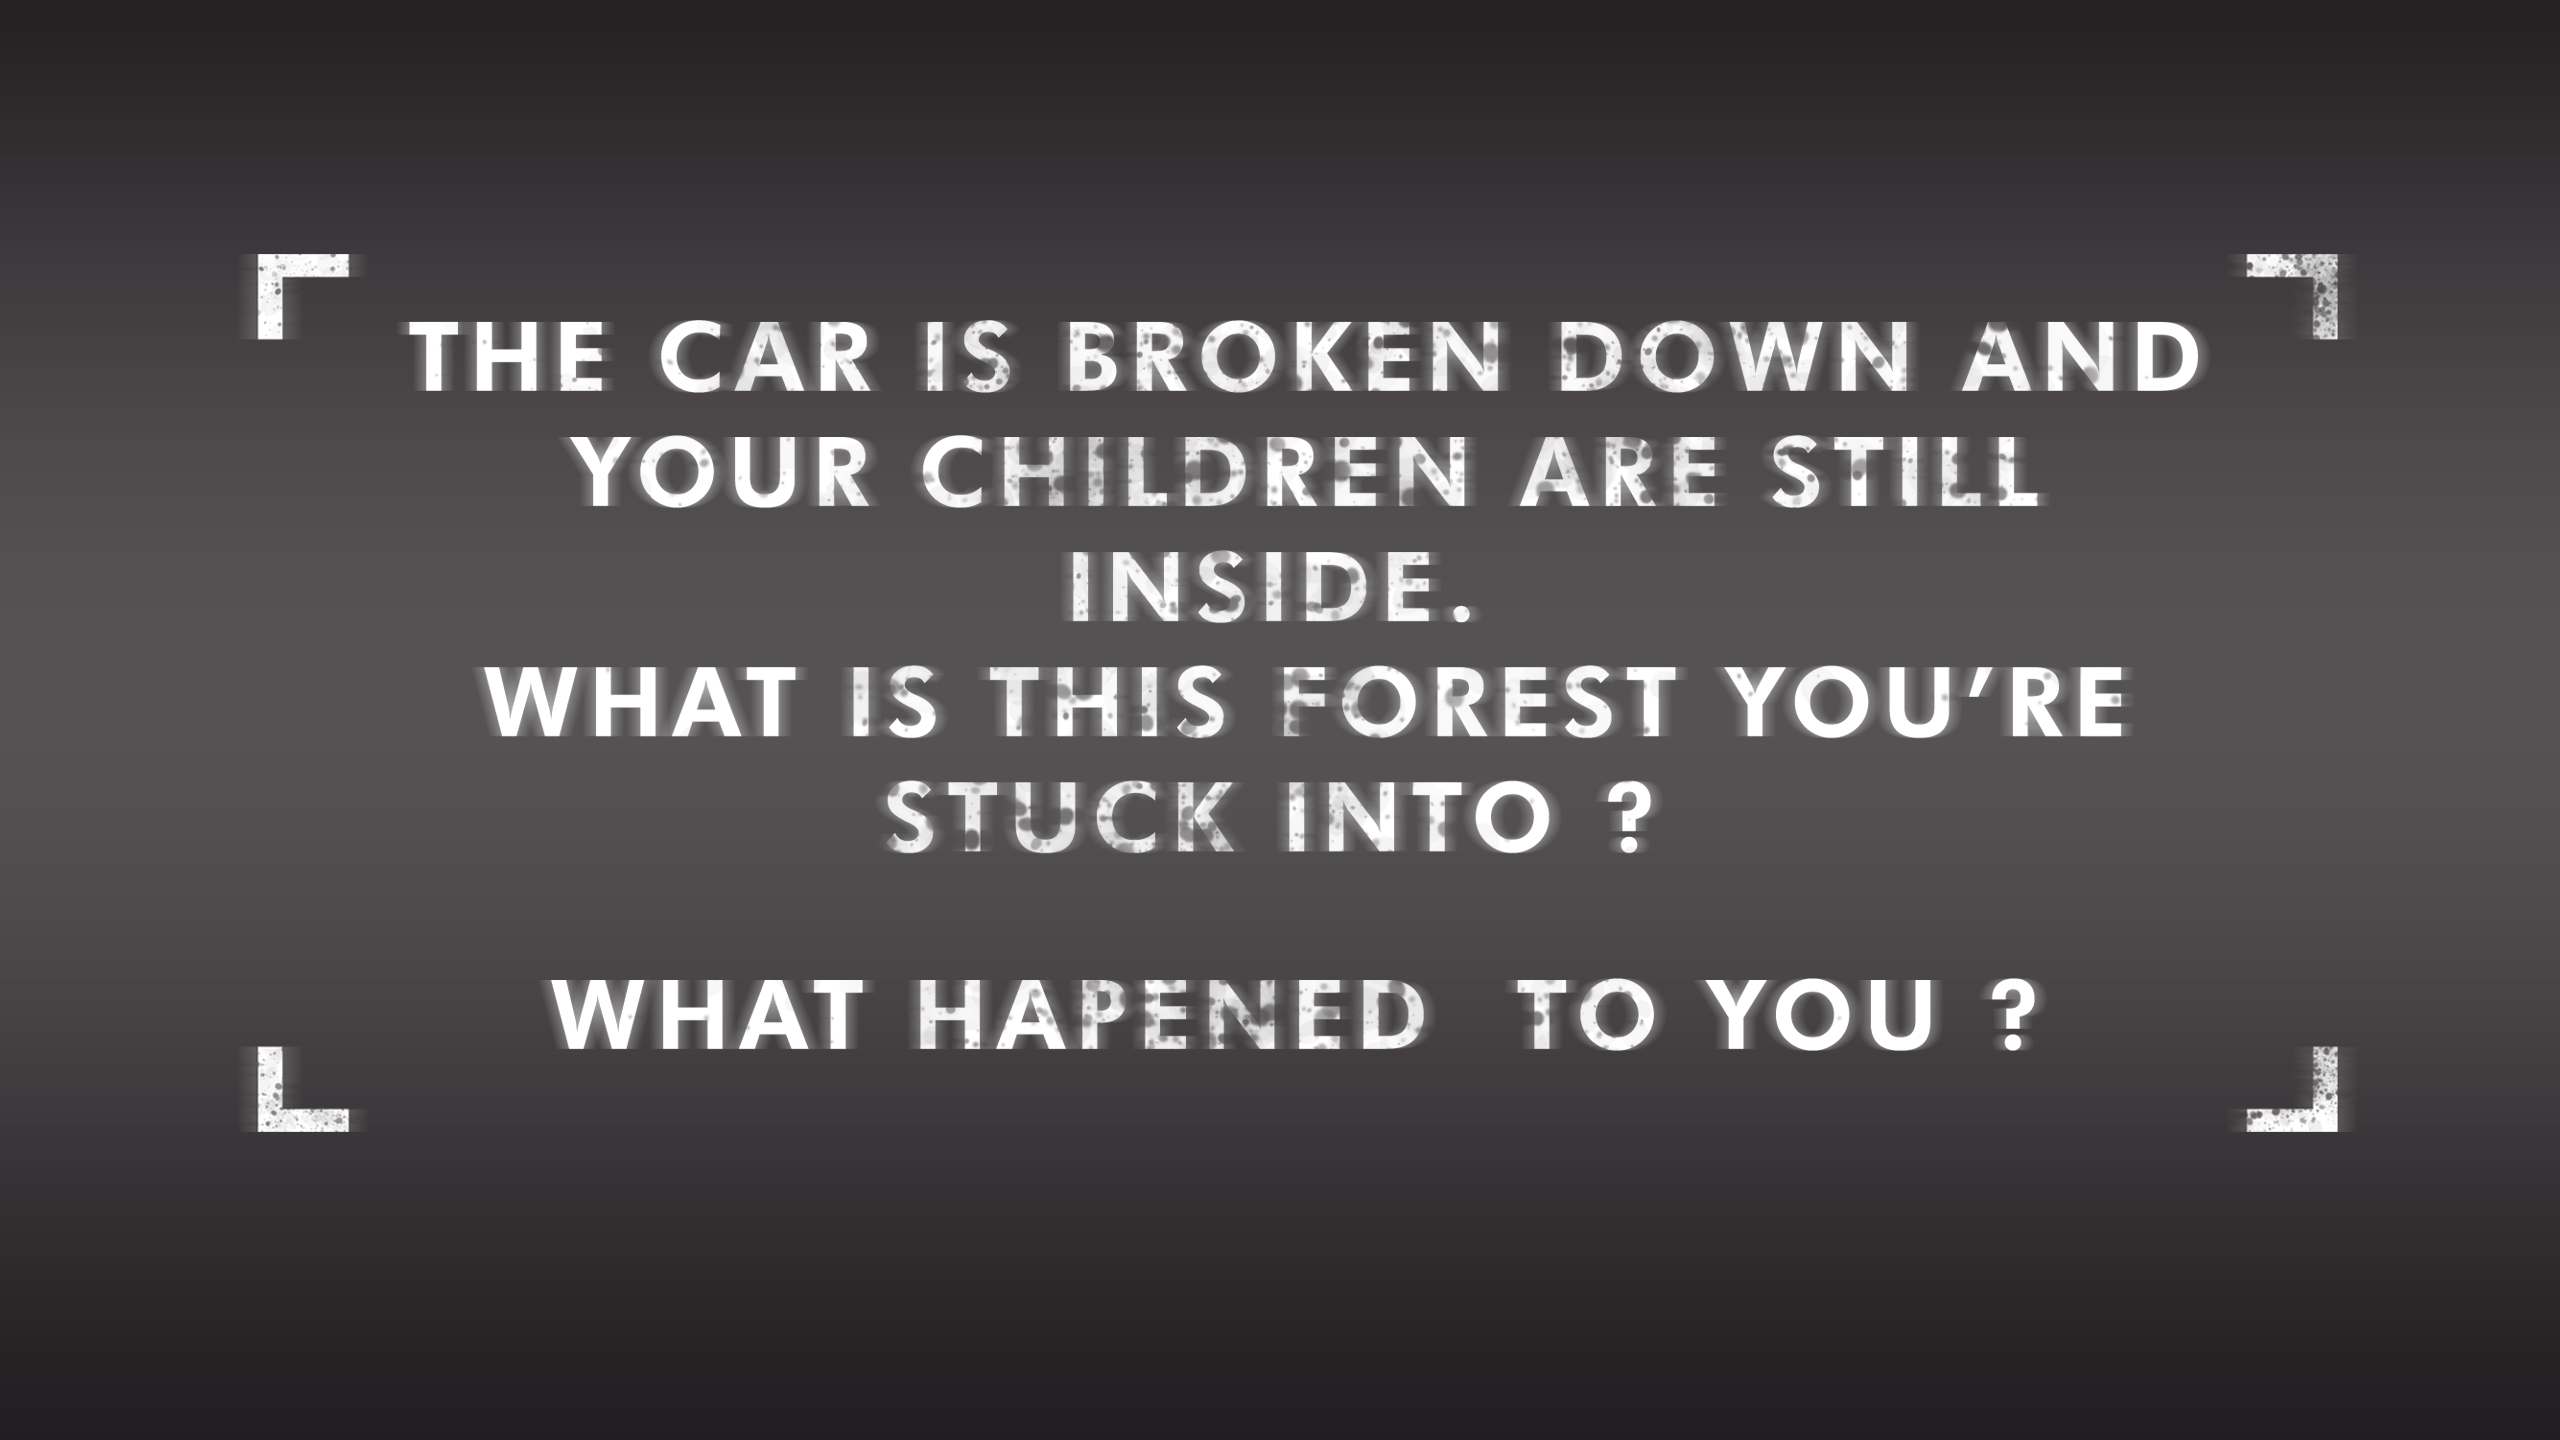 THE CAR IS BROKEN DOWN AND
YOUR CHILDREN ARE STILL
INSIDE.
WHAT IS THIS FOREST YOU’RE
STUCK INTO ?
WHAT HAPENED  TO YOU ?